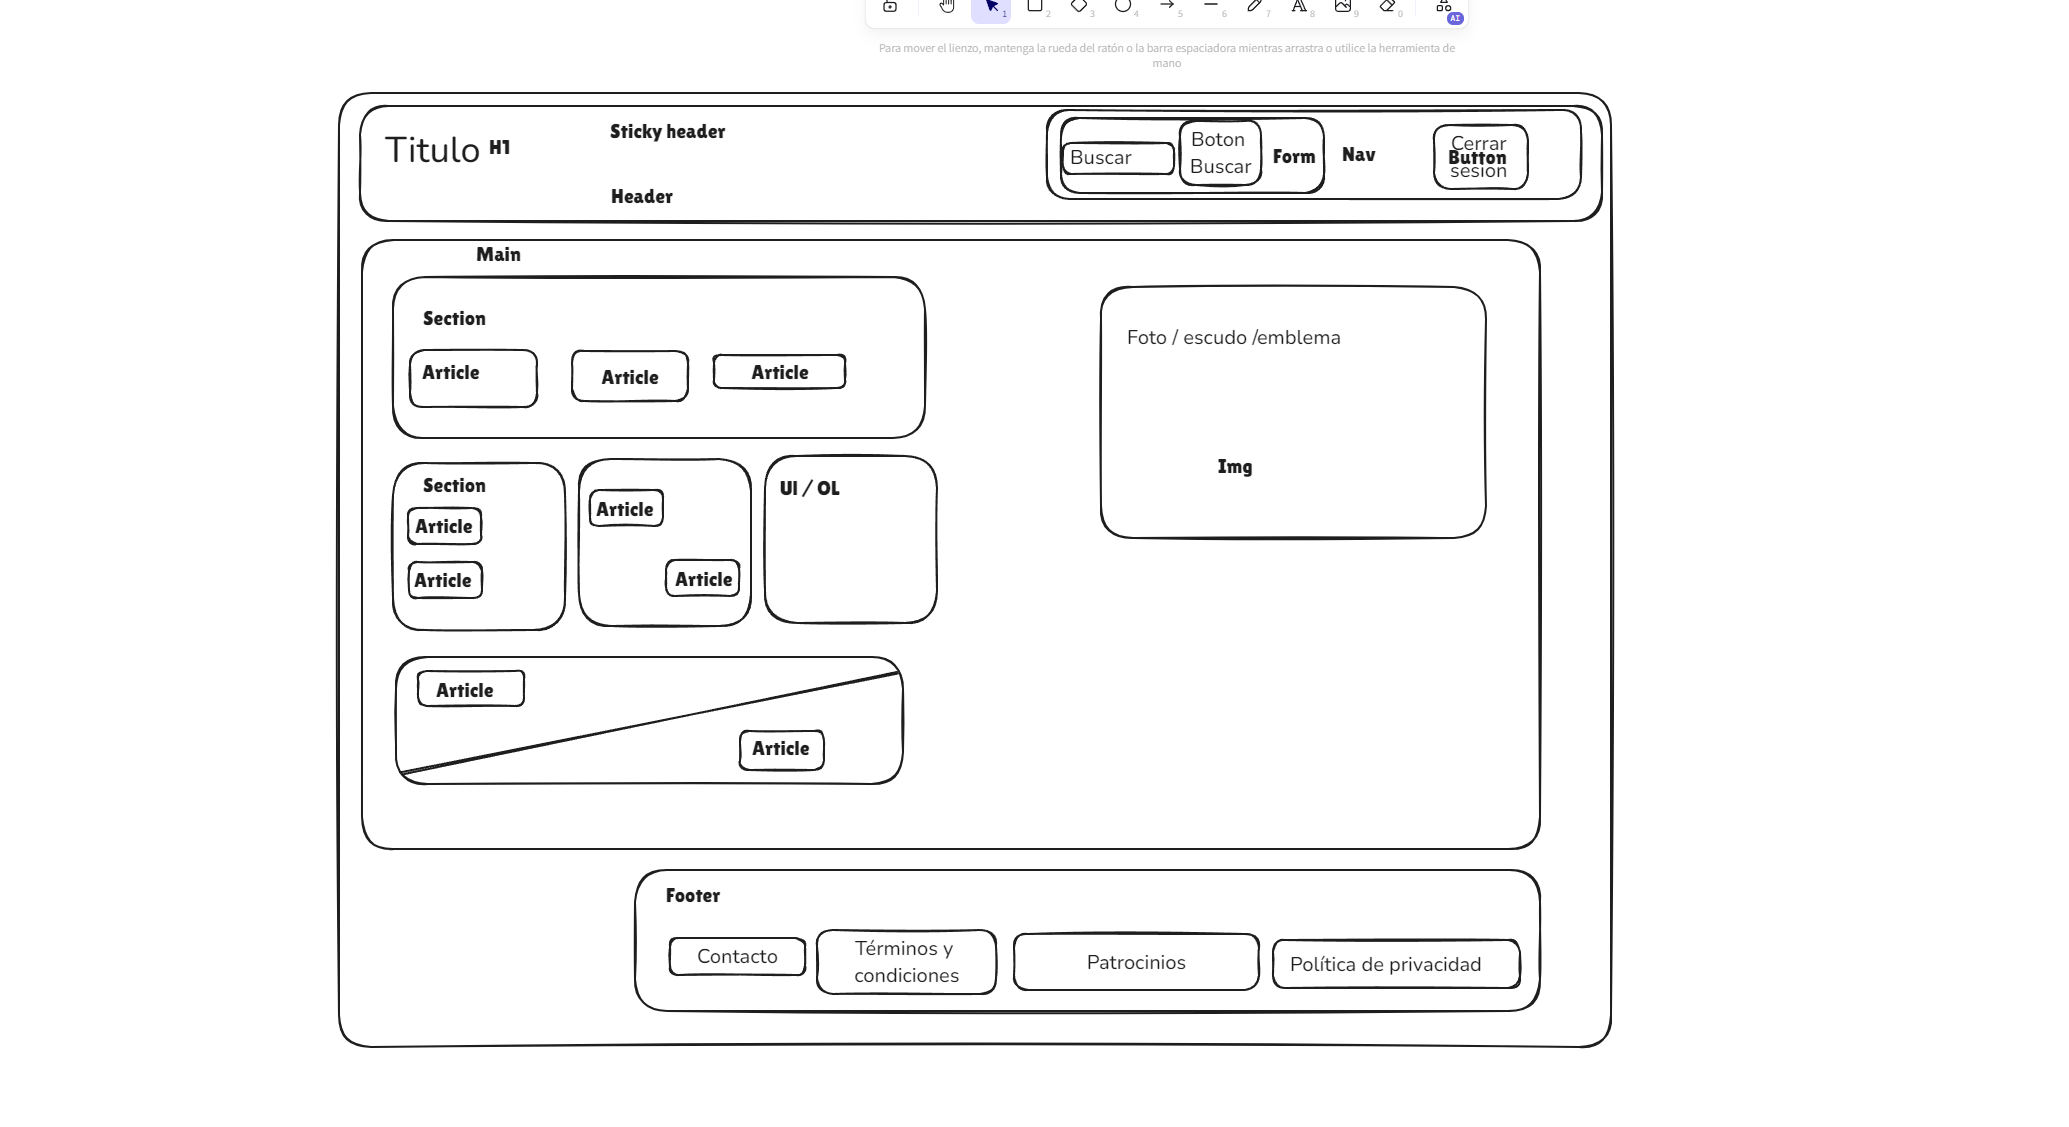 1
2
3
4
5
6
7
8
9
0
AI
Para mover el lienzo, mantenga la rueda del ratón o la barra espaciadora mientras arrastra o utilice la herramienta de
mano
Titulo H1
Sticky header
Header
Buscar
Boton
Buscar
Form
Nav
Cerrar
Button
sesion
Main
Section
Article
Article
Article
Foto / escudo /emblema
Img
Section
Article
Article
Article
Article
Ul / OL
Article
Article
Footer
Contacto
Términos y
condiciones
Patrocinios
Política de privacidad